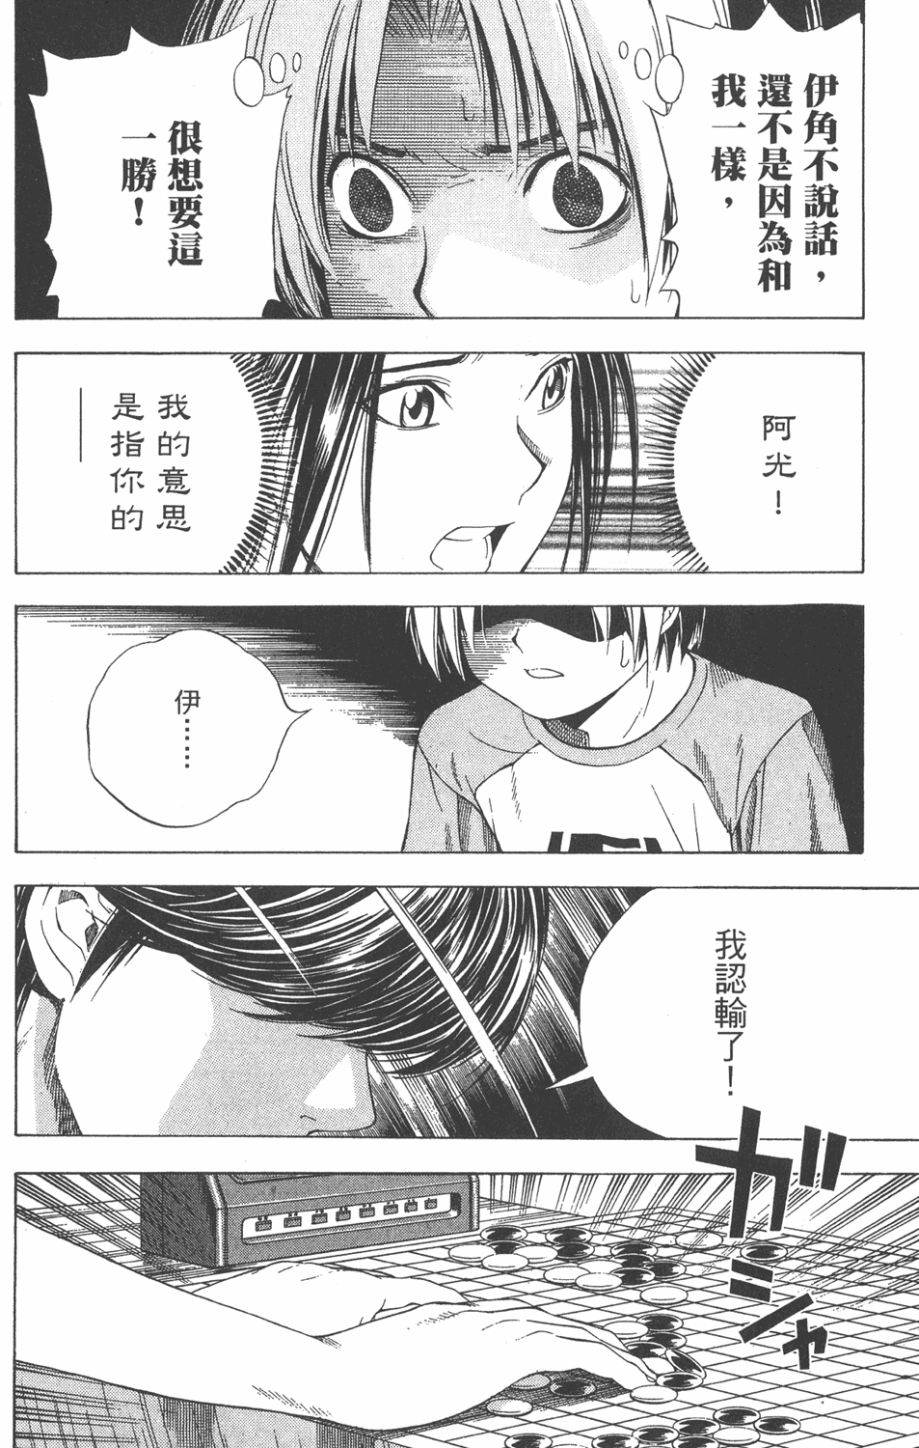 伊角不說話，
還不是因為和
我一樣，
很想要這
一勝！
阿光！
我的意思
是指你的
——
伊……
我認輸了！
ガシャ